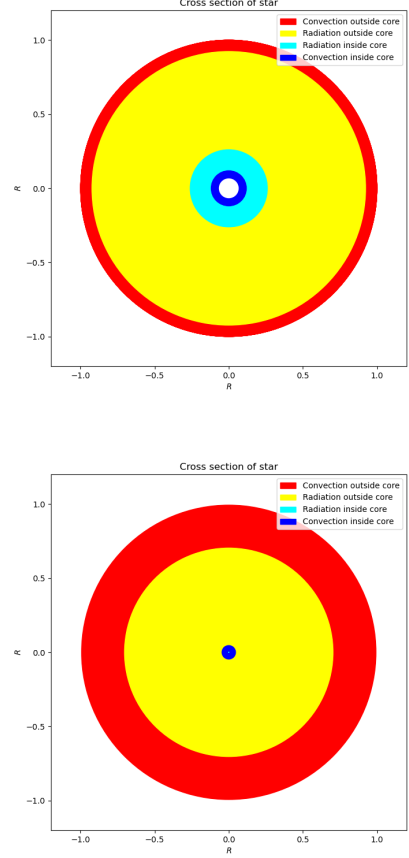 Cross section of star
Convection outside core
Radiation outside core
Radiation inside core
Convection inside core
1.0
0.5
0.0
−0.5
−1.0
R
−1.0 −0.5 0.0 0.5 1.0
R
Cross section of star
Convection outside core
Radiation outside core
Radiation inside core
Convection inside core
1.0
0.5
0.0
−0.5
−1.0
R
−1.0 −0.5 0.0 0.5 1.0
R